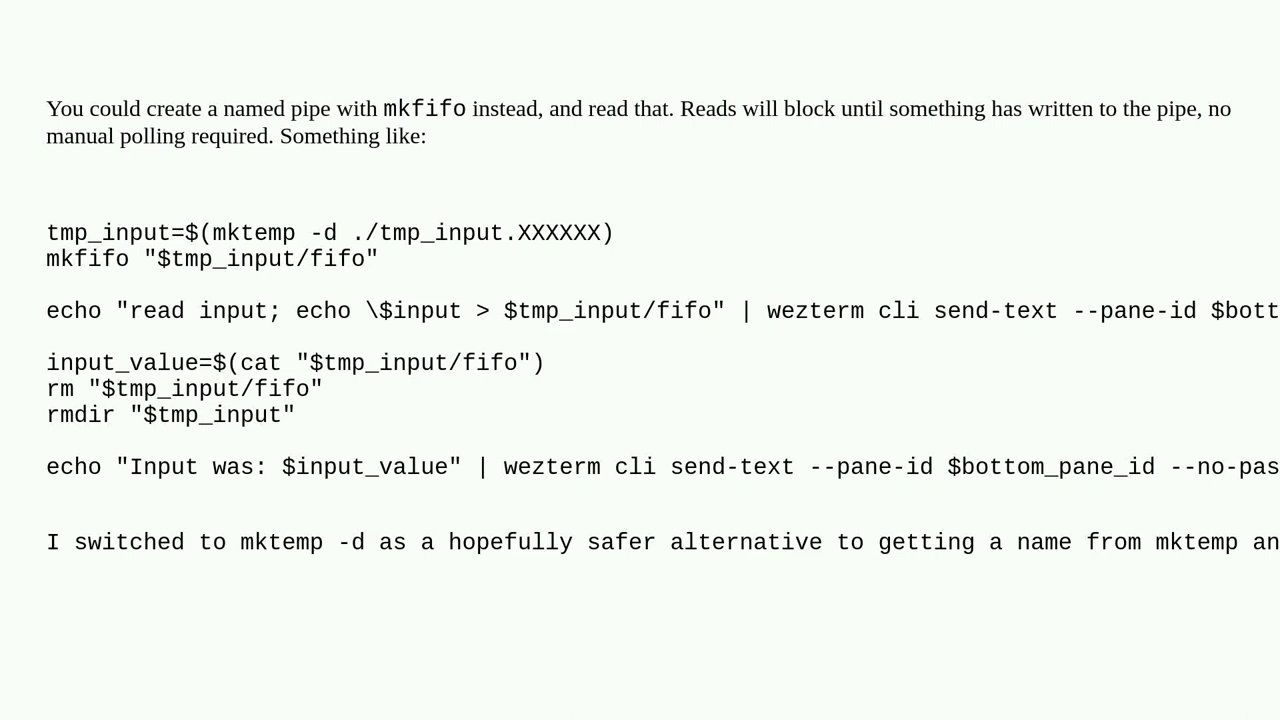 You could create a named pipe with mkfifo instead, and read that. Reads will block until something has written to the pipe, no
manual polling required. Something like:
tmp_input=$(mktemp -d ./tmp_input.XXXXXX)
mkfifo "$tmp_input/fifo"
echo "read input; echo \$input > $tmp_input/fifo" | wezterm cli send-text --pane-id $bott
input_value=$(cat "$tmp_input/fifo")
rm "$tmp_input/fifo"
rmdir "$tmp_input"
echo "Input was: $input_value" | wezterm cli send-text --pane-id $bottom_pane_id --no-pas
I switched to mktemp -d as a hopefully safer alternative to getting a name from mktemp an